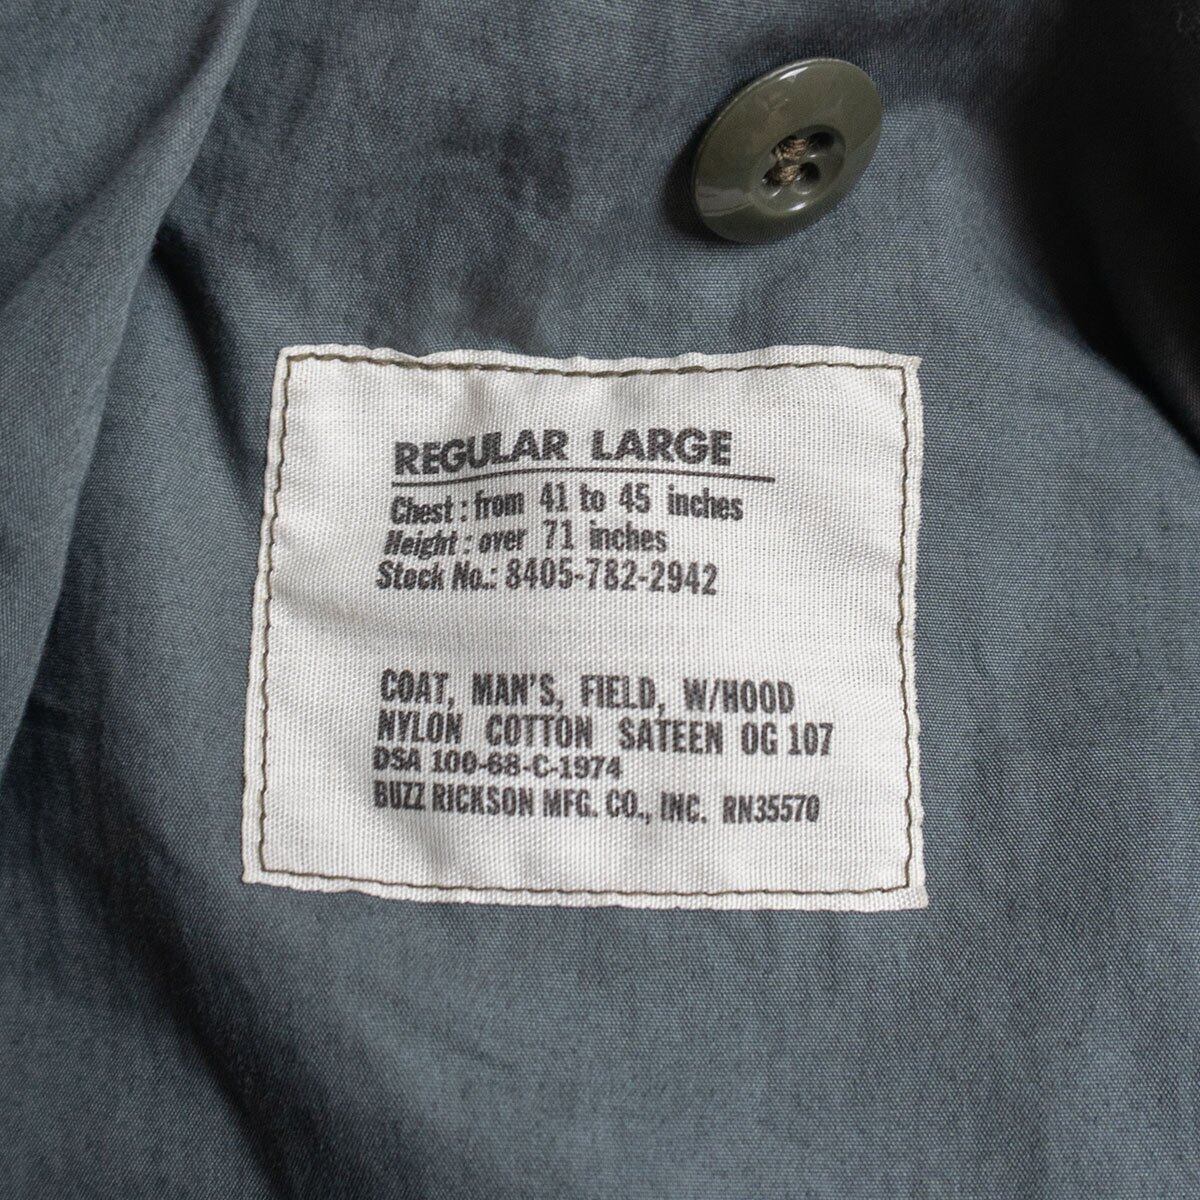 REGULAR LARGE
Chest: from 41 to 45 inches
Height: over 71 inches
Stock No.: 8405-782-2942
COAT, MAN'S, FIELD, W/HOOD
NYLON COTTON SATEEN OG 107
DSA 100-68-C-1974
BUZZ RICKSON MFG. CO., INC. RN35570